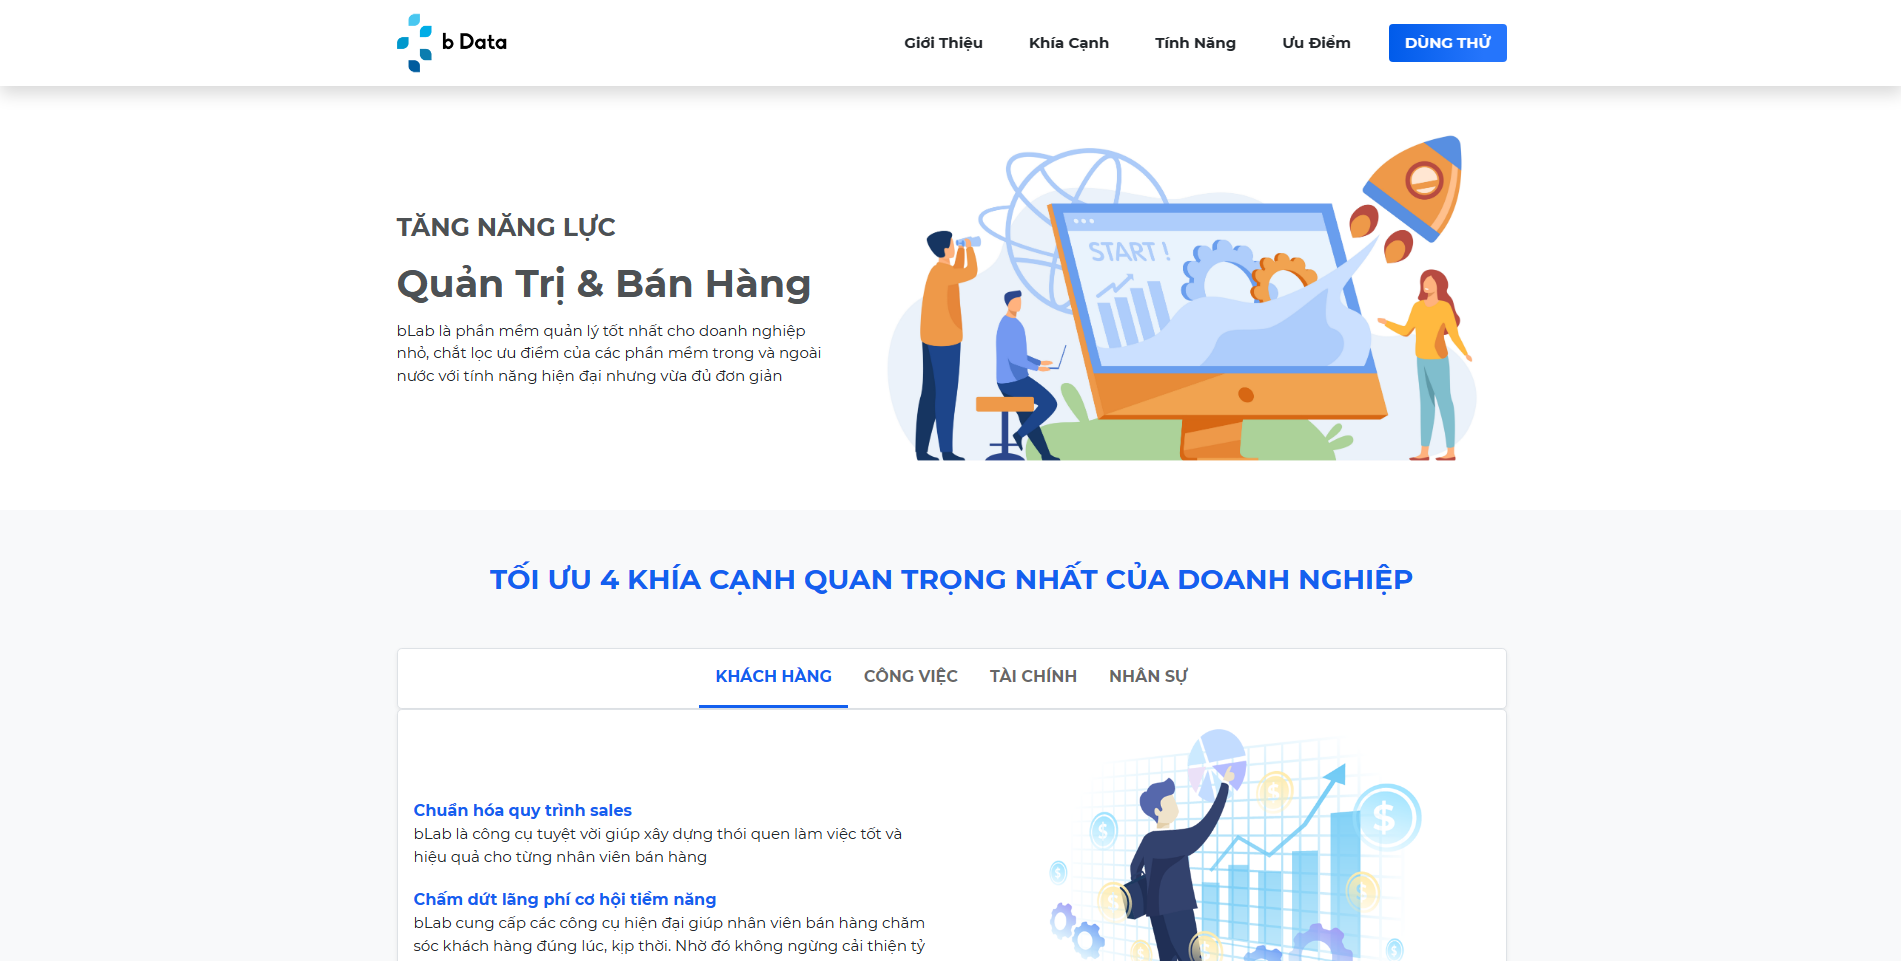 b Data
Giới Thiệu
Khía Cạnh
Tính Năng
Ưu Điểm
DÙNG THỬ
TĂNG NĂNG LỰC
Quản Trị & Bán Hàng
bLab là phần mềm quản lý tốt nhất cho doanh nghiệp
nhỏ, chắt lọc ưu điểm của các phần mềm trong và ngoài
nước với tính năng hiện đại nhưng vừa đủ đơn giản
START !
TỐI ƯU 4 KHÍA CẠNH QUAN TRỌNG NHẤT CỦA DOANH NGHIỆP
KHÁCH HÀNG
CÔNG VIỆC
TÀI CHÍNH
NHÂN SỰ
Chuẩn hóa quy trình sales
bLab là công cụ tuyệt vời giúp xây dựng thói quen làm việc tốt và
hiệu quả cho từng nhân viên bán hàng
Chấm dứt lãng phí cơ hội tiềm năng
bLab cung cấp các công cụ hiện đại giúp nhân viên bán hàng chăm
sóc khách hàng đúng lúc, kịp thời. Nhờ đó không ngừng cải thiện tỷ